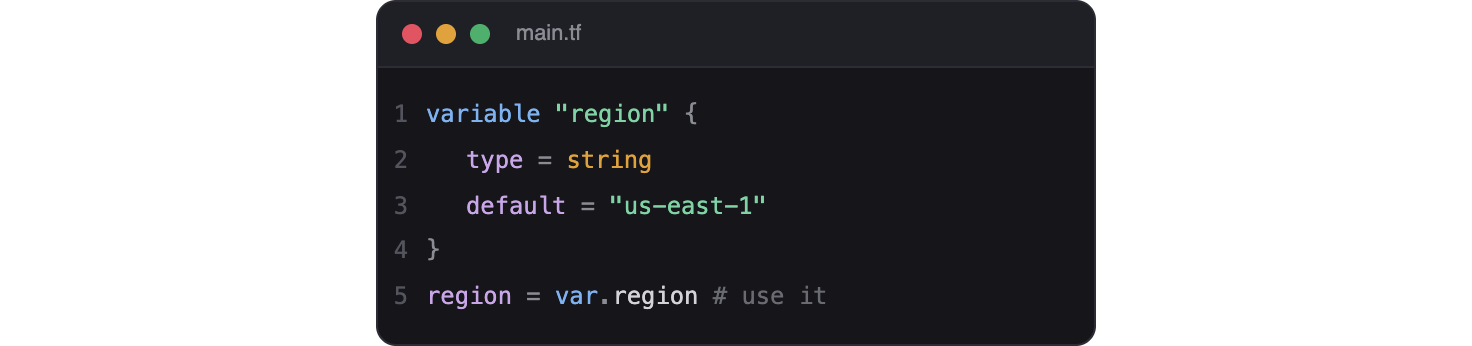 main.tf
1 variable "region" {
2 type = string
3 default = "us-east-1"
4 }
5 region = var.region # use it